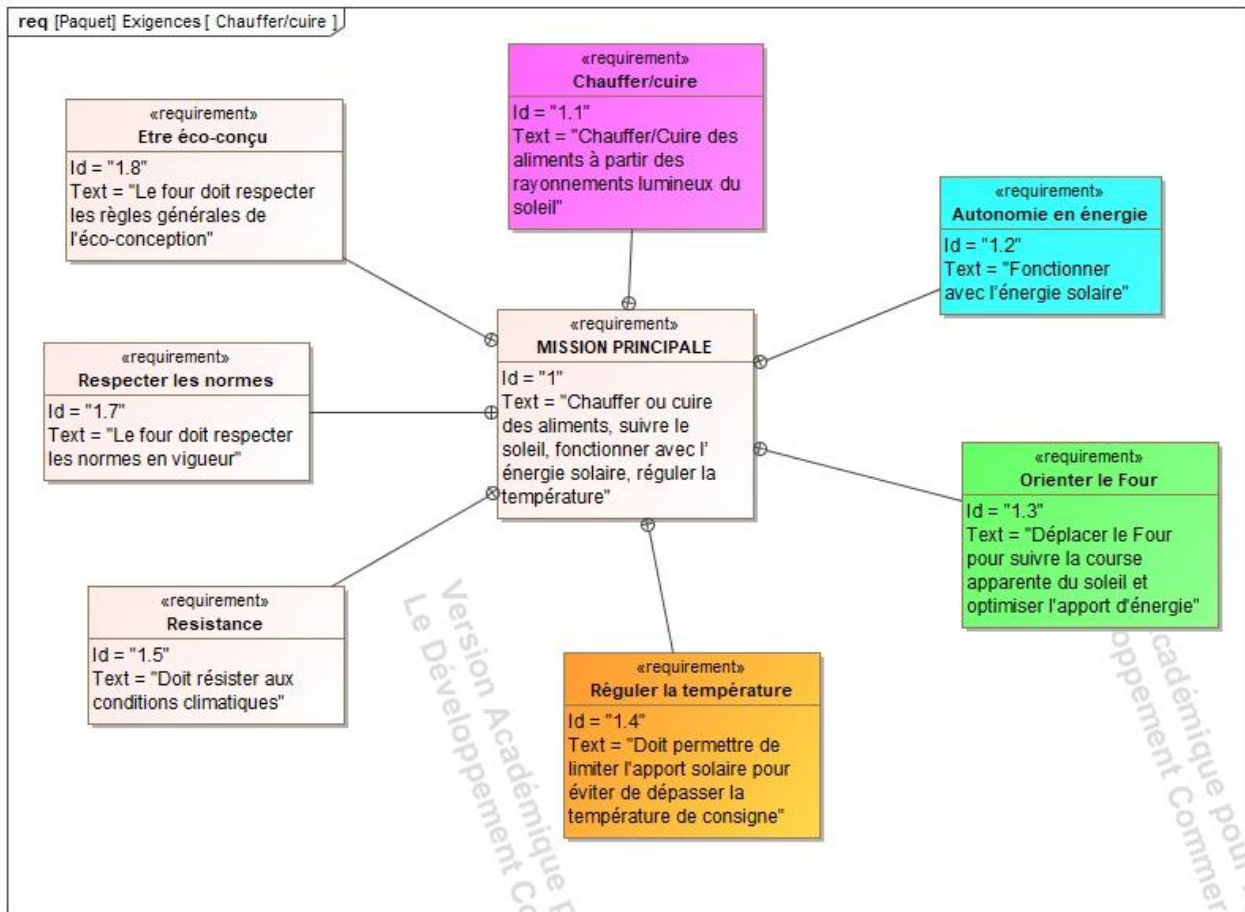 req [Paquet] Exigences [ Chauffer/cuire ]
«requirement»
Chauffer/cuire
Id = "1.1"
Text = "Chauffer/Cuire des
aliments à partir des
rayonnements lumineux du
soleil"
«requirement»
Etre éco-conçu
Id = "1.8"
Text = "Le four doit respecter
les règles générales de
l'éco-conception"
«requirement»
Autonomie en énergie
Id = "1.2"
Text = "Fonctionner
avec l'énergie solaire"
«requirement»
MISSION PRINCIPALE
Id = "1"
Text = "Chauffer ou cuire
des aliments, suivre le
soleil, fonctionner avec l'
énergie solaire, réguler la
température"
«requirement»
Respecter les normes
Id = "1.7"
Text = "Le four doit respecter
les normes en vigueur"
«requirement»
Orienter le Four
Id = "1.3"
Text = "Déplacer le Four
pour suivre la course
apparente du soleil et
optimiser l'apport d'énergie"
«requirement»
Resistance
Id = "1.5"
Text = "Doit résister aux
conditions climatiques"
«requirement»
Réguler la température
Id = "1.4"
Text = "Doit permettre de
limiter l'apport solaire pour
éviter de dépasser la
température de consigne"
Version Académique p
Le Développement Co
cadémique pour
oppement Commer